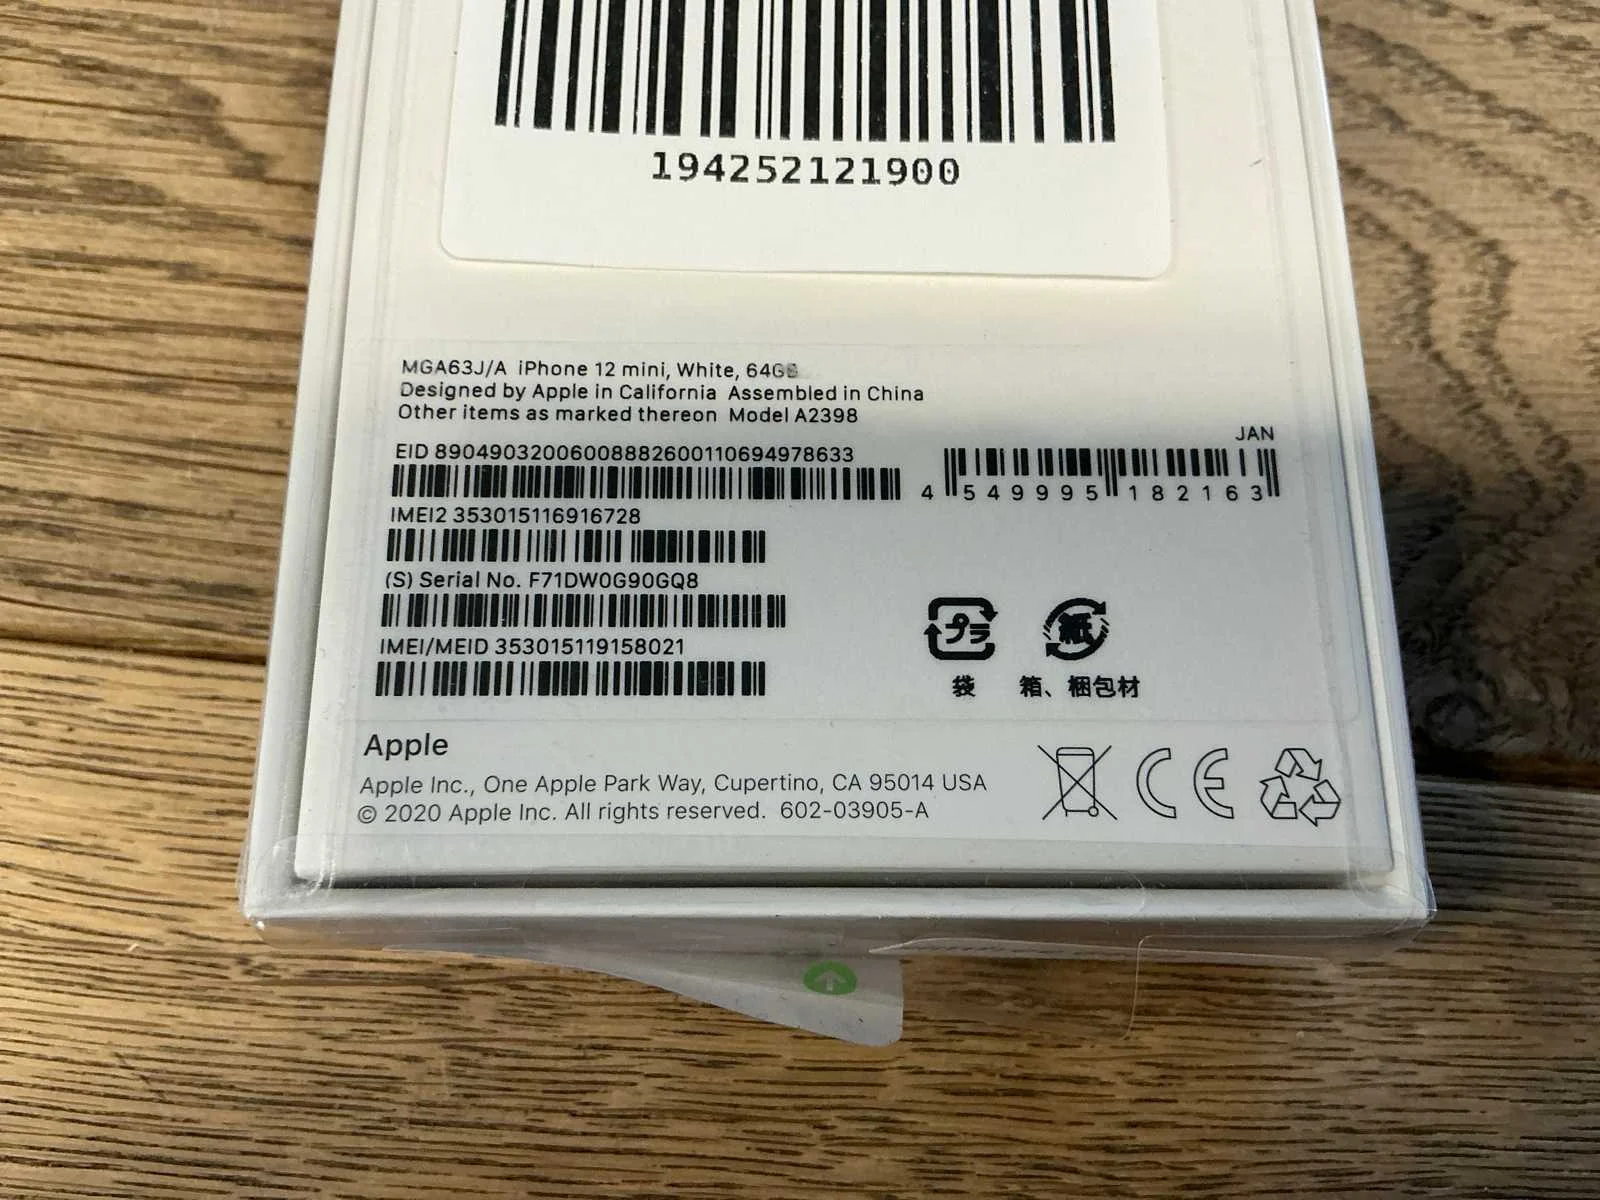 194252121900
MGA63J/A iPhone 12 mini, White, 64GB
Designed by Apple in California Assembled in China
Other items as marked thereon Model A2398
JAN
EID 89049032006008882600110694978633
4 549995 182163
IMEI2 353015116916728
(S) Serial No. F71DW0G90GQ8
IMEI/MEID 353015119158021
プラ 紙
袋 箱、梱包材
Apple
Apple Inc., One Apple Park Way, Cupertino, CA 95014 USA
© 2020 Apple Inc. All rights reserved. 602-03905-A
CE